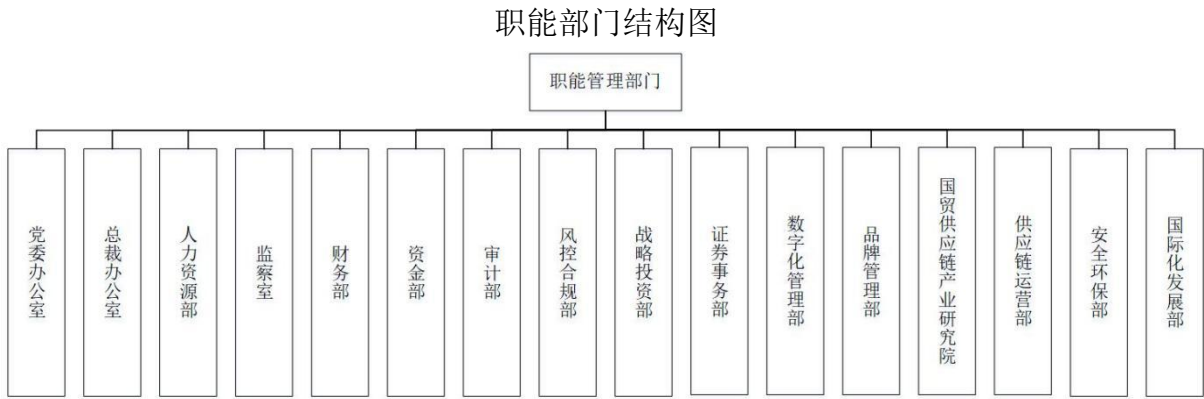 职能部门结构图
职能管理部门
党委办公室
总裁办公室
人力资源部
监察室
财务部
资金部
审计部
风控合规部
战略投资部
证券事务部
数字化管理部
品牌管理部
国贸供应链产业研究院
供应链运营部
安全环保部
国际化发展部